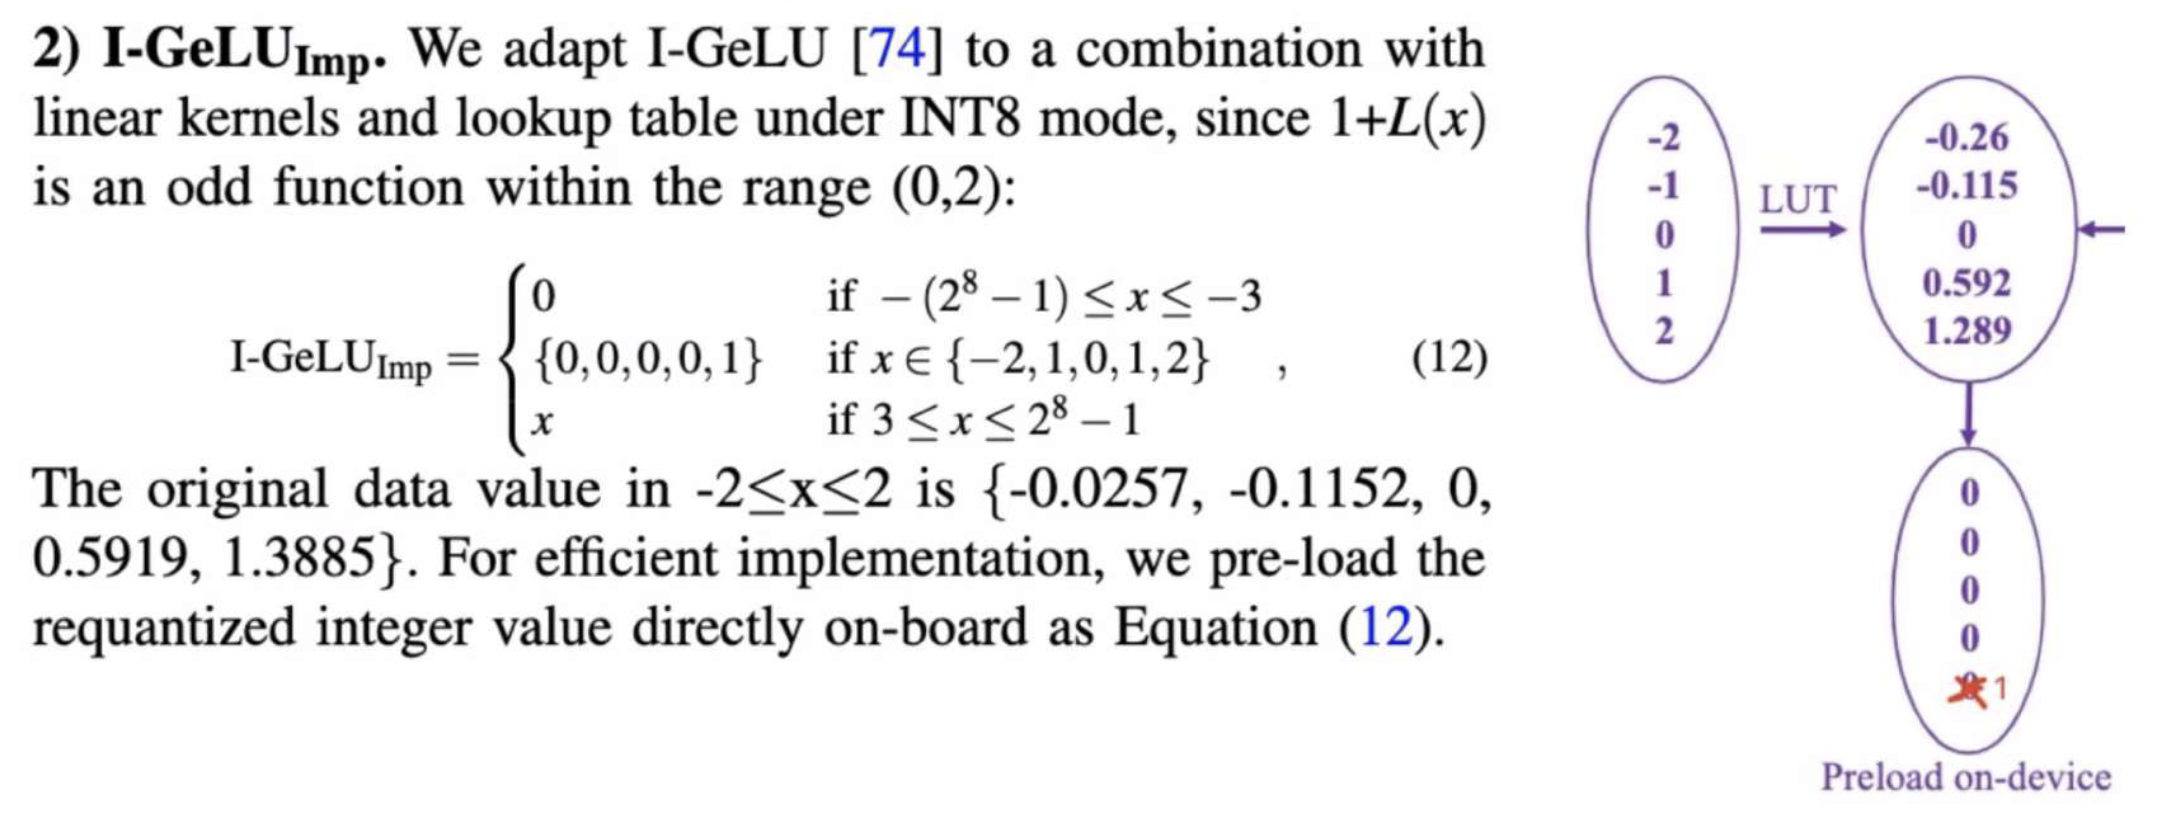 2) I-GeLU_Imp. We adapt I-GeLU [74] to a combination with
linear kernels and lookup table under INT8 mode, since 1+L(x)
is an odd function within the range (0,2):
0 if − (2⁸ − 1) ≤ x ≤ −3
I-GeLU_Imp = { {0,0,0,0,1} if x ∈ {−2,1,0,1,2} , (12)
x if 3 ≤ x ≤ 2⁸ − 1
The original data value in -2≤x≤2 is {-0.0257, -0.1152, 0,
0.5919, 1.3885}. For efficient implementation, we pre-load the
requantized integer value directly on-board as Equation (12).
-2
-1
0
1
2
LUT
-0.26
-0.115
0
0.592
1.289
0
0
0
0
1
Preload on-device